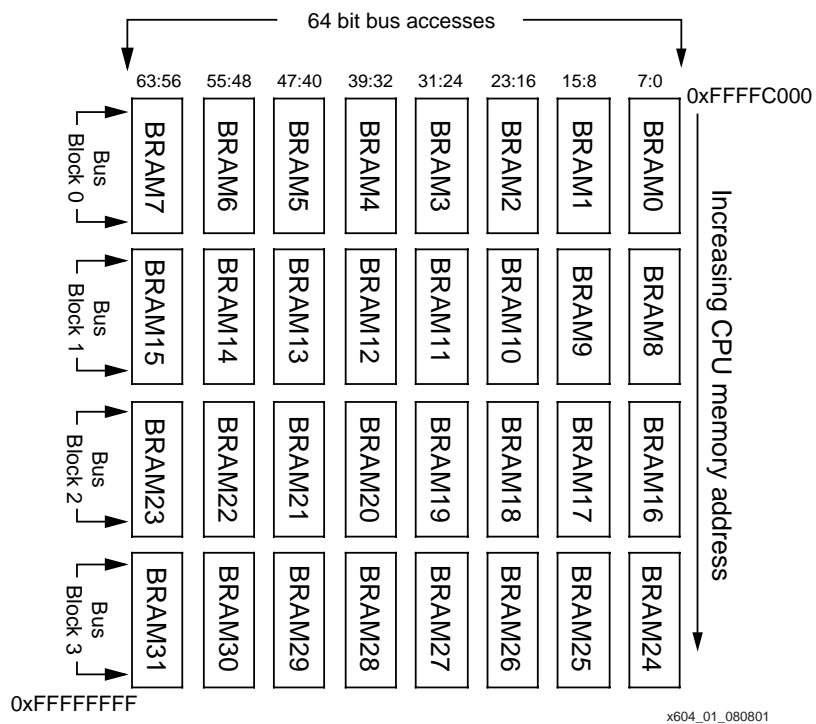 64 bit bus accesses
63:56 55:48 47:40 39:32 31:24 23:16 15:8 7:0
0xFFFFC000
Bus
Block 0
BRAM7 BRAM6 BRAM5 BRAM4 BRAM3 BRAM2 BRAM1 BRAM0
Bus
Block 1
BRAM15 BRAM14 BRAM13 BRAM12 BRAM11 BRAM10 BRAM9 BRAM8
Bus
Block 2
BRAM23 BRAM22 BRAM21 BRAM20 BRAM19 BRAM18 BRAM17 BRAM16
Bus
Block 3
BRAM31 BRAM30 BRAM29 BRAM28 BRAM27 BRAM26 BRAM25 BRAM24
Increasing CPU memory address
0xFFFFFFFF
x604_01_080801